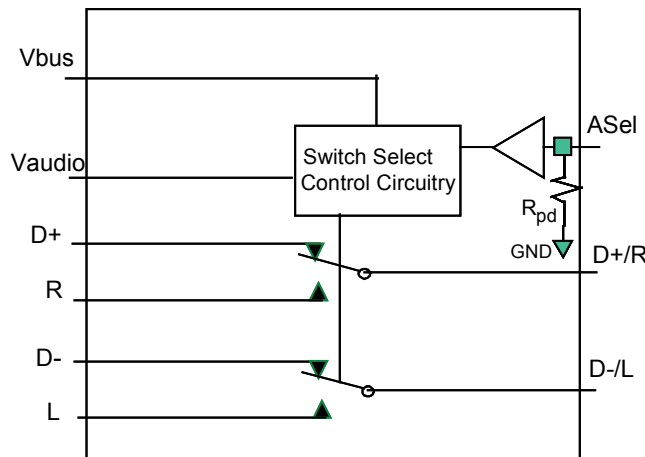 Vbus
ASel
Switch Select
Control Circuitry
Vaudio
Rpd
D+
GND
D+/R
R
D-
D-/L
L